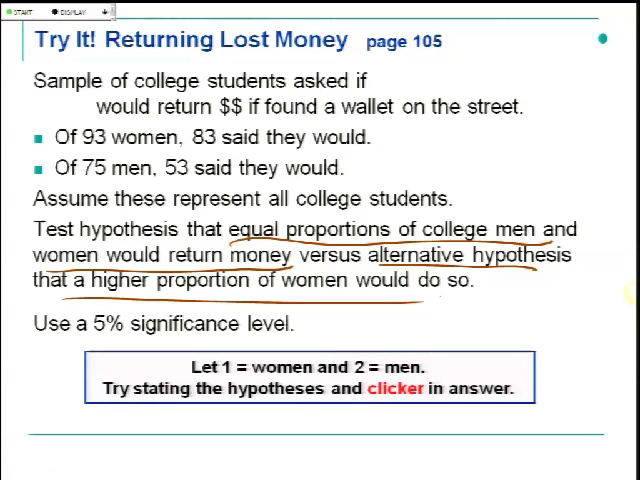 START DISPLAY
Try It! Returning Lost Money page 105
Sample of college students asked if
would return $$ if found a wallet on the street.
Of 93 women, 83 said they would.
Of 75 men, 53 said they would.
Assume these represent all college students.
Test hypothesis that equal proportions of college men and
women would return money versus alternative hypothesis
that a higher proportion of women would do so.
Use a 5% significance level.
Let 1 = women and 2 = men.
Try stating the hypotheses and clicker in answer.